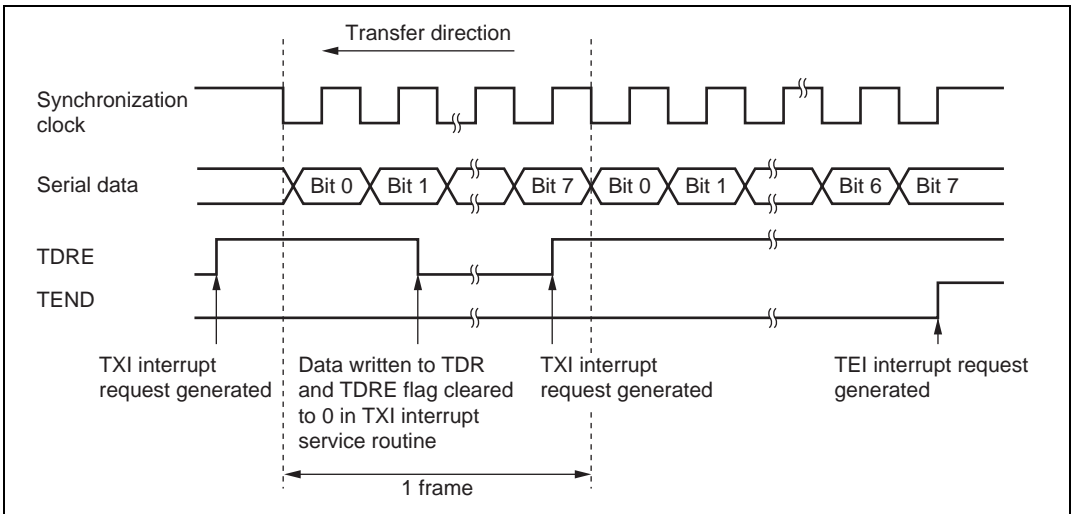 Transfer direction
Synchronization
clock
Serial data
Bit 0
Bit 1
Bit 7
Bit 0
Bit 1
Bit 6
Bit 7
TDRE
TEND
TXI interrupt
request generated
Data written to TDR
and TDRE flag cleared
to 0 in TXI interrupt
service routine
TXI interrupt
request generated
TEI interrupt request
generated
1 frame